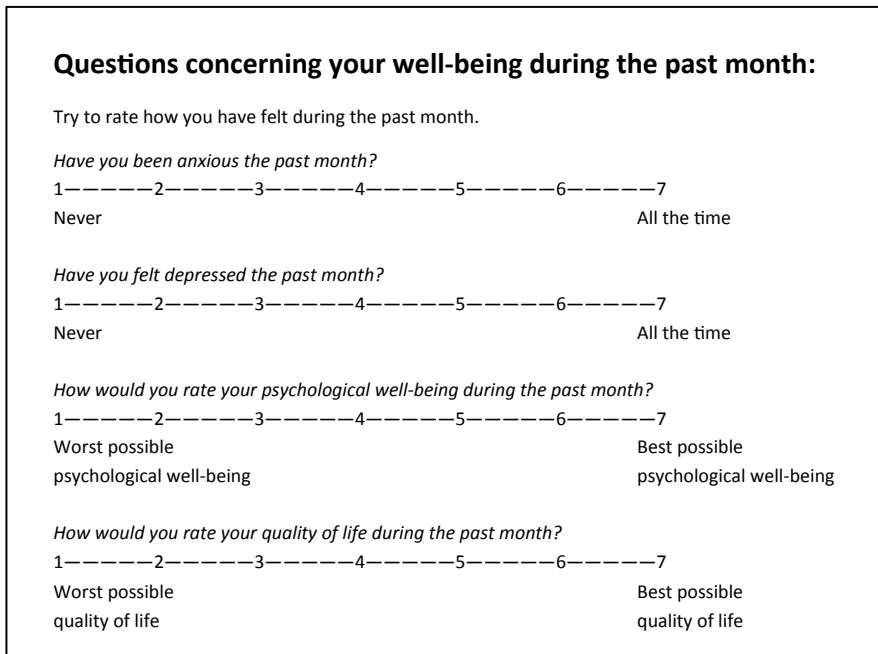 Questions concerning your well-being during the past month:
Try to rate how you have felt during the past month.
Have you been anxious the past month?
1—————2—————3—————4—————5—————6—————7
Never All the time
Have you felt depressed the past month?
1—————2—————3—————4—————5—————6—————7
Never All the time
How would you rate your psychological well-being during the past month?
1—————2—————3—————4—————5—————6—————7
Worst possible Best possible
psychological well-being psychological well-being
How would you rate your quality of life during the past month?
1—————2—————3—————4—————5—————6—————7
Worst possible Best possible
quality of life quality of life